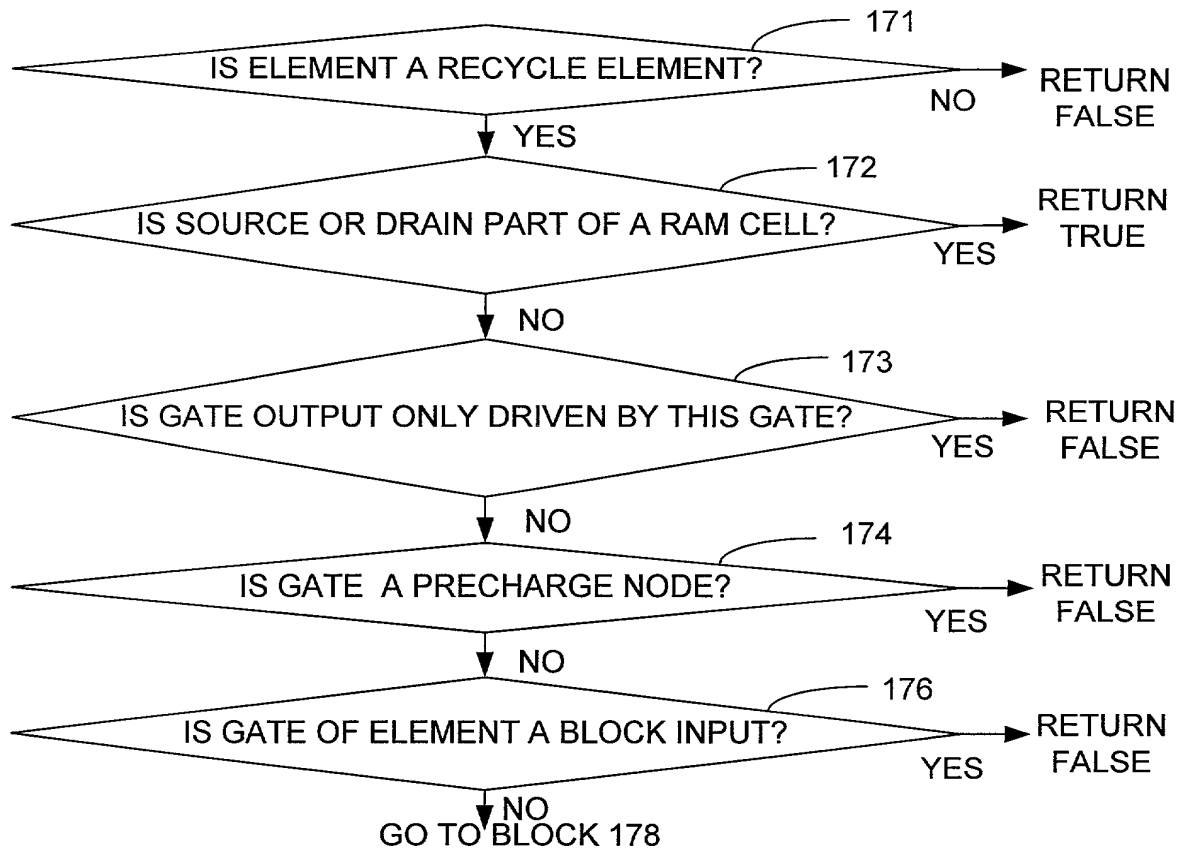 171
IS ELEMENT A RECYCLE ELEMENT?
NO
RETURN
FALSE
YES
172
IS SOURCE OR DRAIN PART OF A RAM CELL?
YES
RETURN
TRUE
NO
173
IS GATE OUTPUT ONLY DRIVEN BY THIS GATE?
YES
RETURN
FALSE
NO
174
IS GATE A PRECHARGE NODE?
YES
RETURN
FALSE
NO
176
IS GATE OF ELEMENT A BLOCK INPUT?
YES
RETURN
FALSE
NO
GO TO BLOCK 178